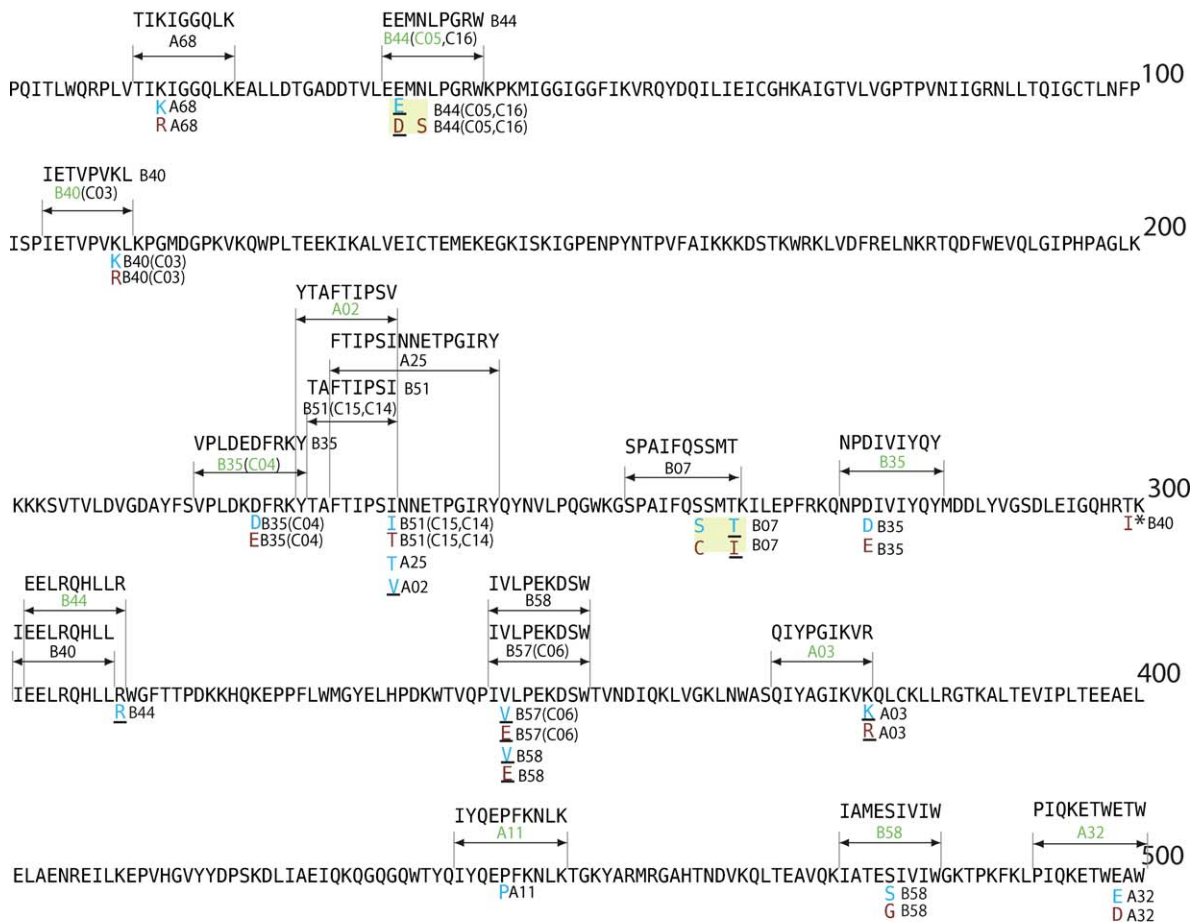 TIKIGGQLK EEMNLPGRW B44
A68 B44(C05,C16)
PQITLWQRPLVTIKIGGQLKEALLDTGADDTVLEEMNLPGRWKPKMIGGIGGFIKVRQYDQILIEICGHKAIGTVLVGPTPVNIIGRNLLTQIGCTLNFP 100
K A68 E B44(C05,C16)
R A68 D S B44(C05,C16)
IETVPVKL B40
B40(C03)
ISPIETVPVKLKPGMDGPKVKQWPLTEEKIKALVEICTEMEKEGKISKIGPENPYNTPVFAIKKKDSTKWRKLVDFRELNKRTQDFWEVQLGIPHPAGLK 200
K B40(C03)
R B40(C03)
YTAFTIPSV
A02
FTIPSINNETPGIRY
A25
TAFTIPSI B51
B51(C15,C14)
VPLDEDFRKY B35 SPAIFQSSMT NPDIVIYQY
B35(C04) B07 B35
KKKSVTVLDVGDAYFSVPLDKDFRKYTAFTIPSINNETPGIRYQYNVLPQGWKGSPAIFQSSMTKILEPFRKQNPDIVIYQYMDDLYVGSDLEIGQHRTK 300
D B35(C04) I B51(C15,C14) S T B07 D B35 I* B40
E B35(C04) T B51(C15,C14) C I B07 E B35
T A25
V A02
EELRQHLLR IVLPEKDSW
B44 B58
IEELRQHLL IVLPEKDSW QIYPGIKVR
B40 B57(C06) A03
IEELRQHLLRWGFTTPDKKHQKEPPFLWMGYELHPDKWTVQPIVLPEKDSWTVNDIQKLVGKLNWASQIYAGIKVKQLCKLLRGTKALTEVIPLTEEAEL 400
R B44 V B57(C06) K A03
E B57(C06) R A03
V B58
E B58
IYQEPFKNLK IAMESIVIW PIQKETWETW
A11 B58 A32
ELAENREILKEPVHGVYYDPSKDLIAEIQKQGQGQWTYQIYQEPFKNLKTGKYARMRGAHTNDVKQLTEAVQKIATESIVIWGKTPKFKLPIQKETWEAW 500
P A11 S B58 E A32
G B58 D A32